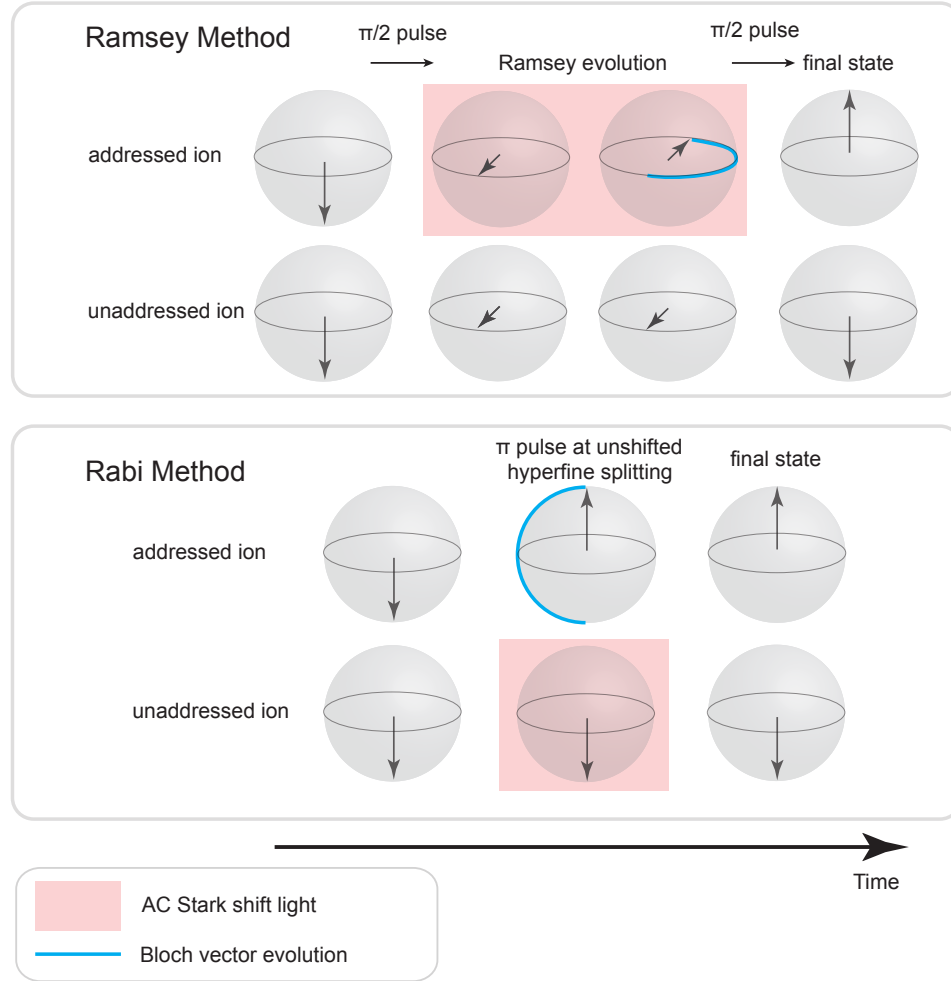 Ramsey Method
π/2 pulse
π/2 pulse
Ramsey evolution
final state
addressed ion
unaddressed ion
Rabi Method
π pulse at unshifted
hyperfine splitting
final state
addressed ion
unaddressed ion
Time
AC Stark shift light
Bloch vector evolution